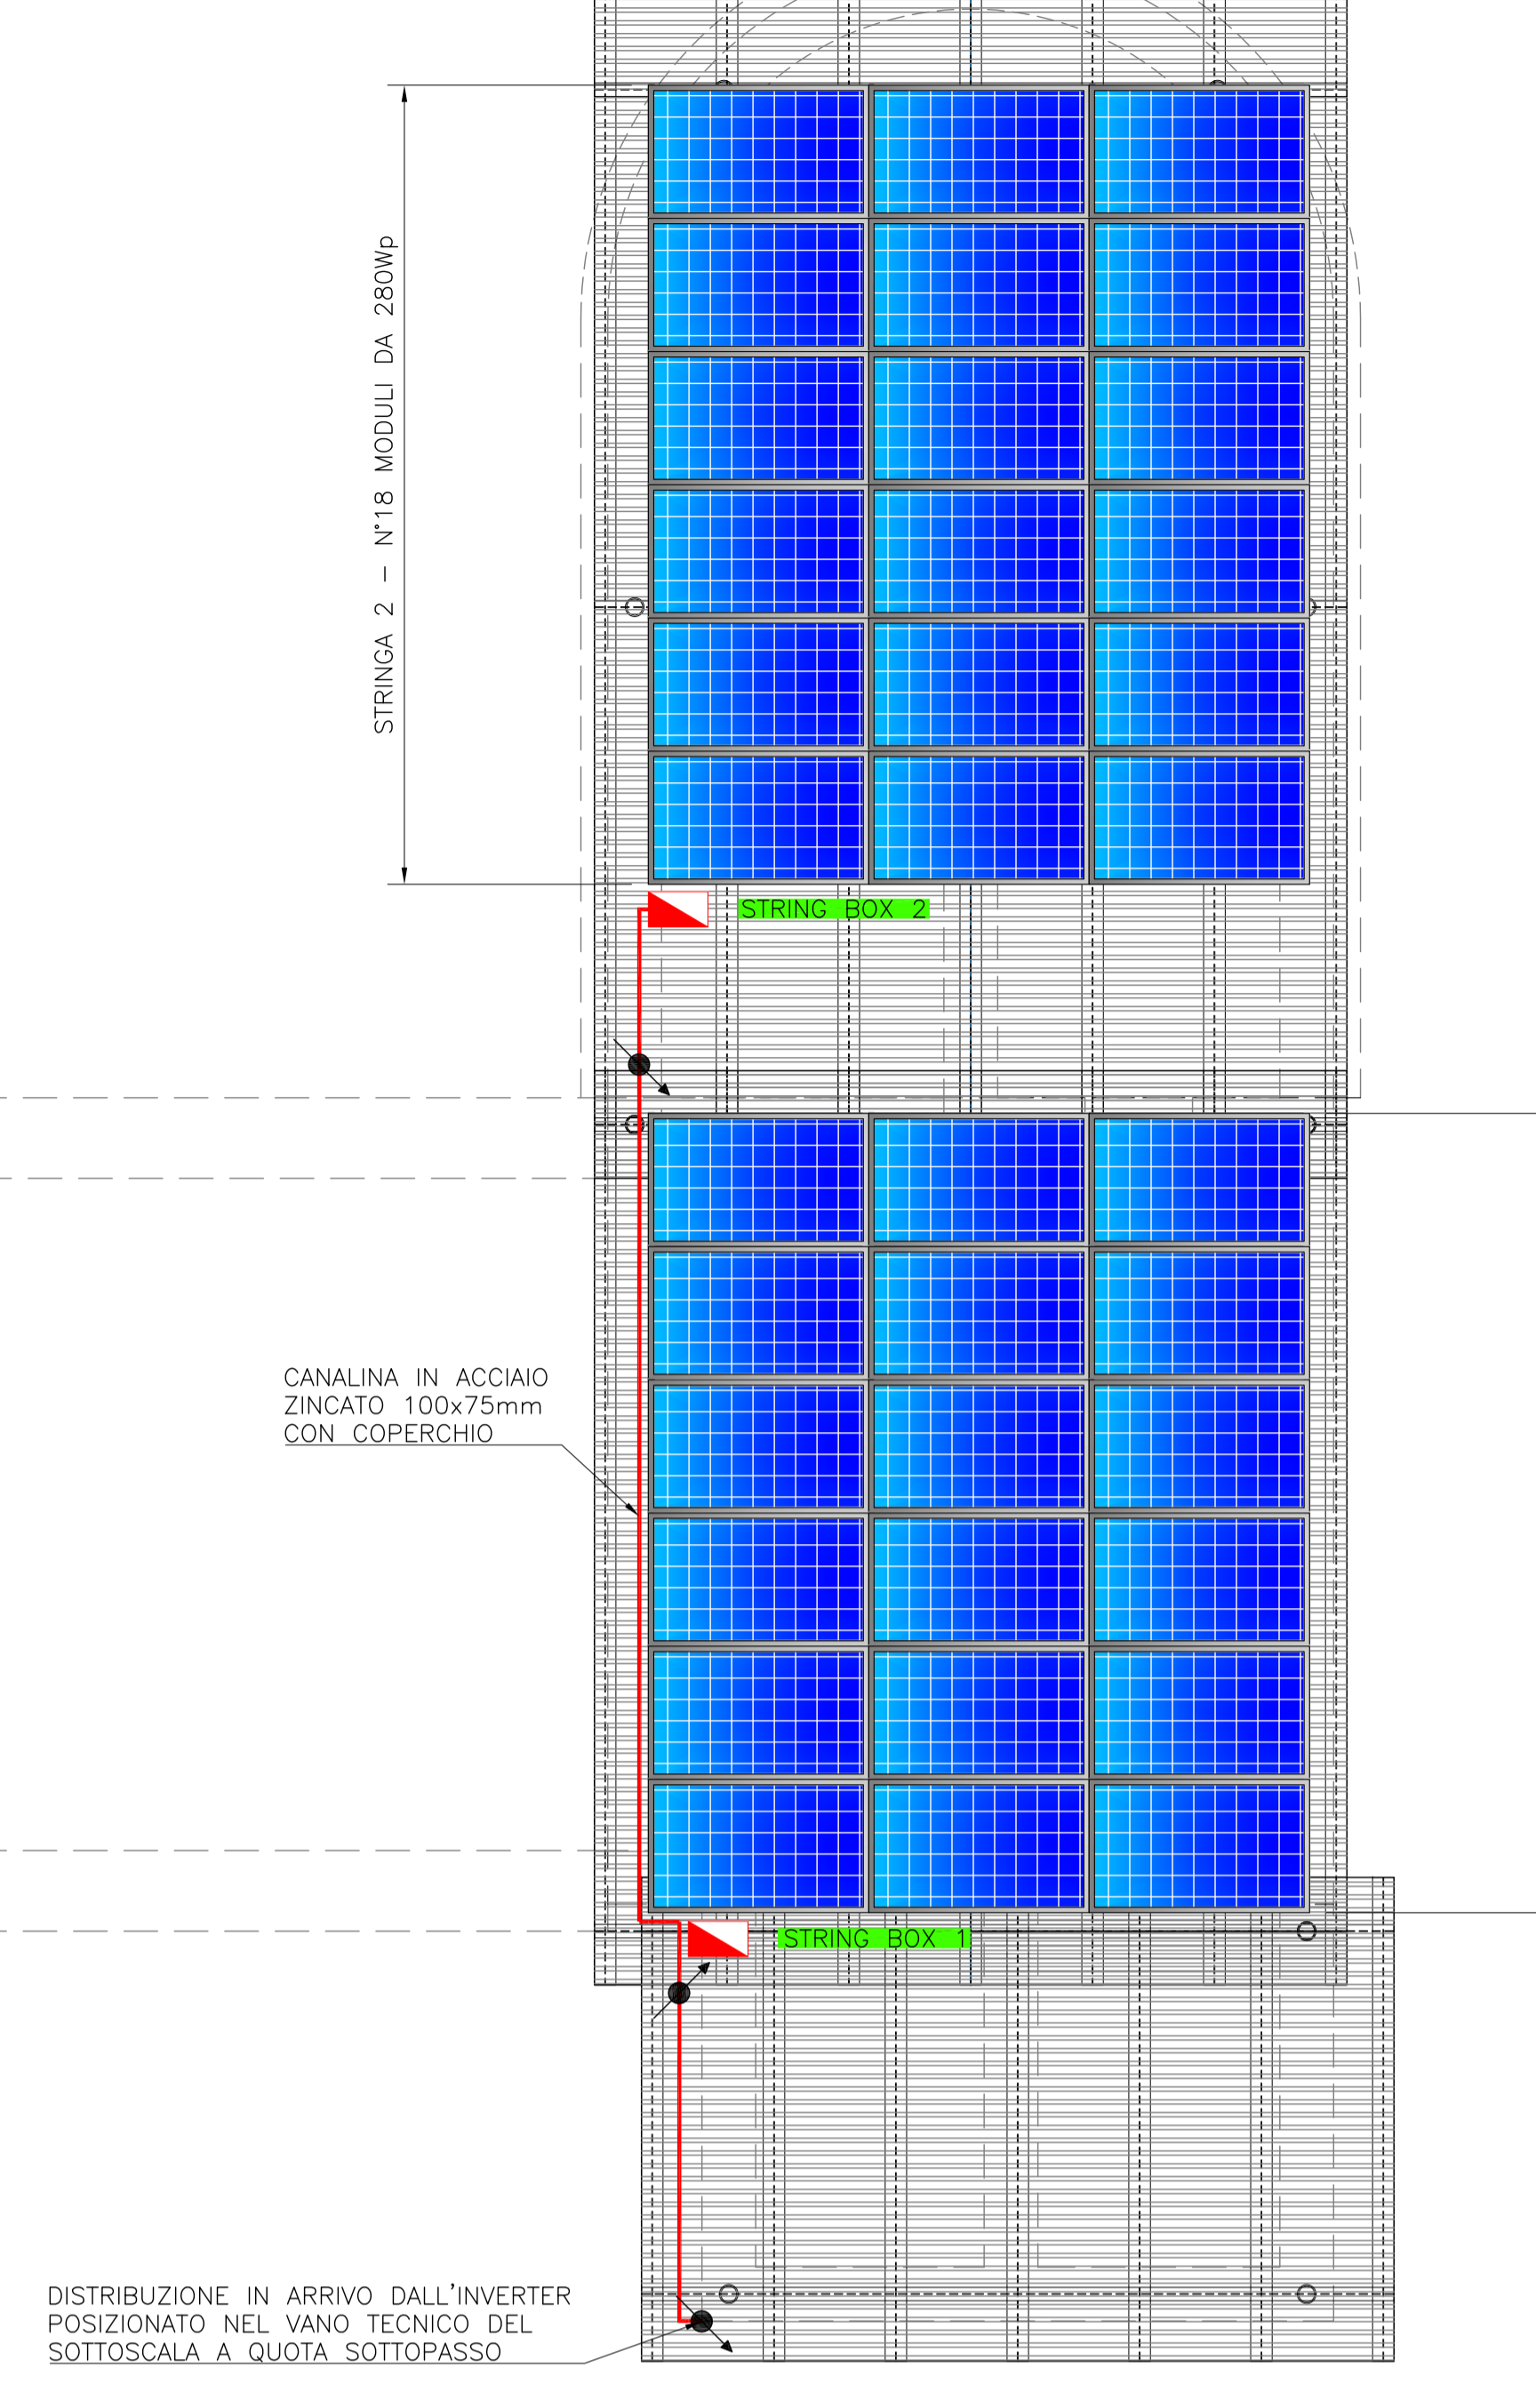 STRINGA 2 – N°18 MODULI DA 280Wp
STRING BOX 2
CANALINA IN ACCIAIO
ZINCATO 100x75mm
CON COPERCHIO
STRING BOX 1
DISTRIBUZIONE IN ARRIVO DALL'INVERTER
POSIZIONATO NEL VANO TECNICO DEL
SOTTOSCALA A QUOTA SOTTOPASSO